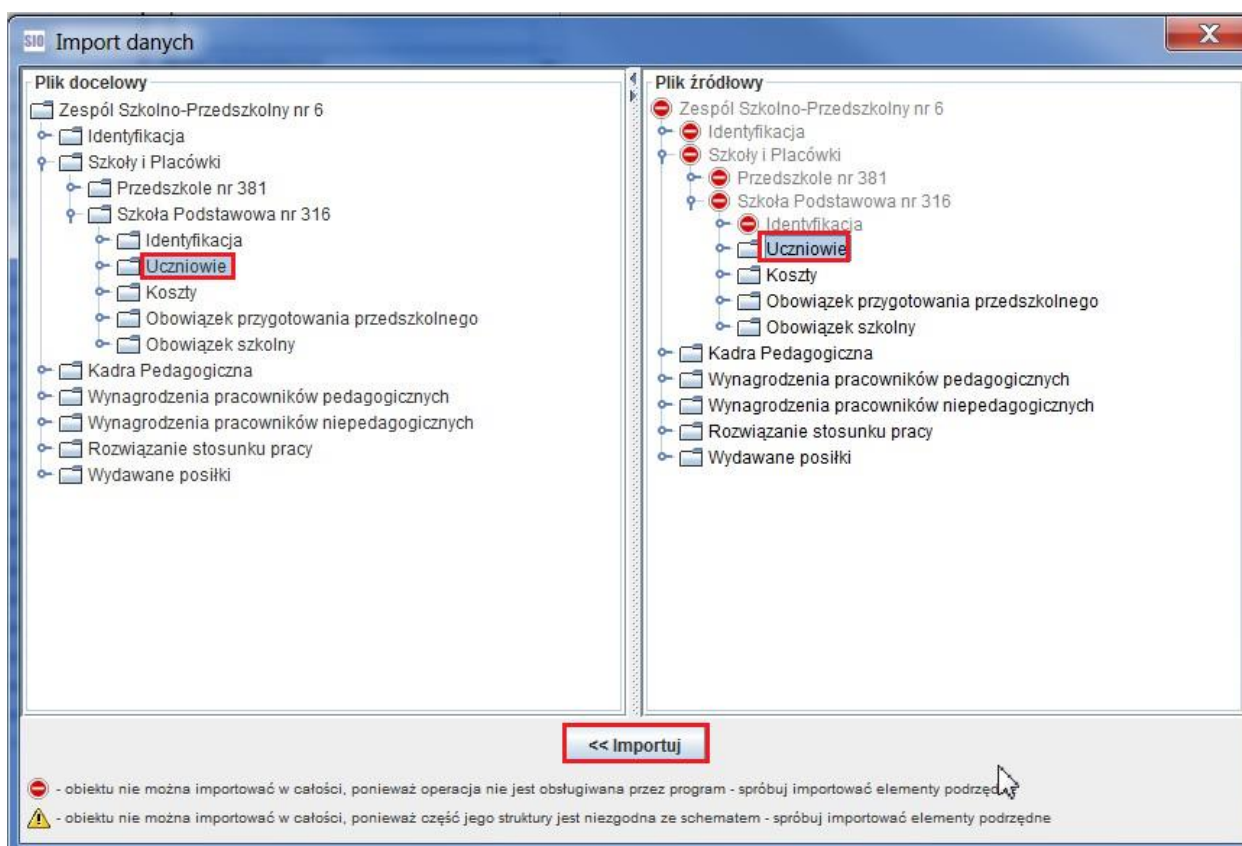 SIO Import danych
X
Plik docelowy
Zespól Szkolno-Przedszkolny nr 6
Identyfikacja
Szkoły i Placówki
Przedszkole nr 381
Szkoła Podstawowa nr 316
Identyfikacja
Uczniowie
Koszty
Obowiązek przygotowania przedszkolnego
Obowiązek szkolny
Kadra Pedagogiczna
Wynagrodzenia pracowników pedagogicznych
Wynagrodzenia pracowników niepedagogicznych
Rozwiązanie stosunku pracy
Wydawane posiłki
Plik źródłowy
Zespól Szkolno-Przedszkolny nr 6
Identyfikacja
Szkoły i Placówki
Przedszkole nr 381
Szkoła Podstawowa nr 316
Identyfikacja
Uczniowie
Koszty
Obowiązek przygotowania przedszkolnego
Obowiązek szkolny
Kadra Pedagogiczna
Wynagrodzenia pracowników pedagogicznych
Wynagrodzenia pracowników niepedagogicznych
Rozwiązanie stosunku pracy
Wydawane posiłki
<< Importuj
- obiektu nie można importować w całości, ponieważ operacja nie jest obsługiwana przez program - spróbuj importować elementy podrzędne
- obiektu nie można importować w całości, ponieważ część jego struktury jest niezgodna ze schematem - spróbuj importować elementy podrzędne